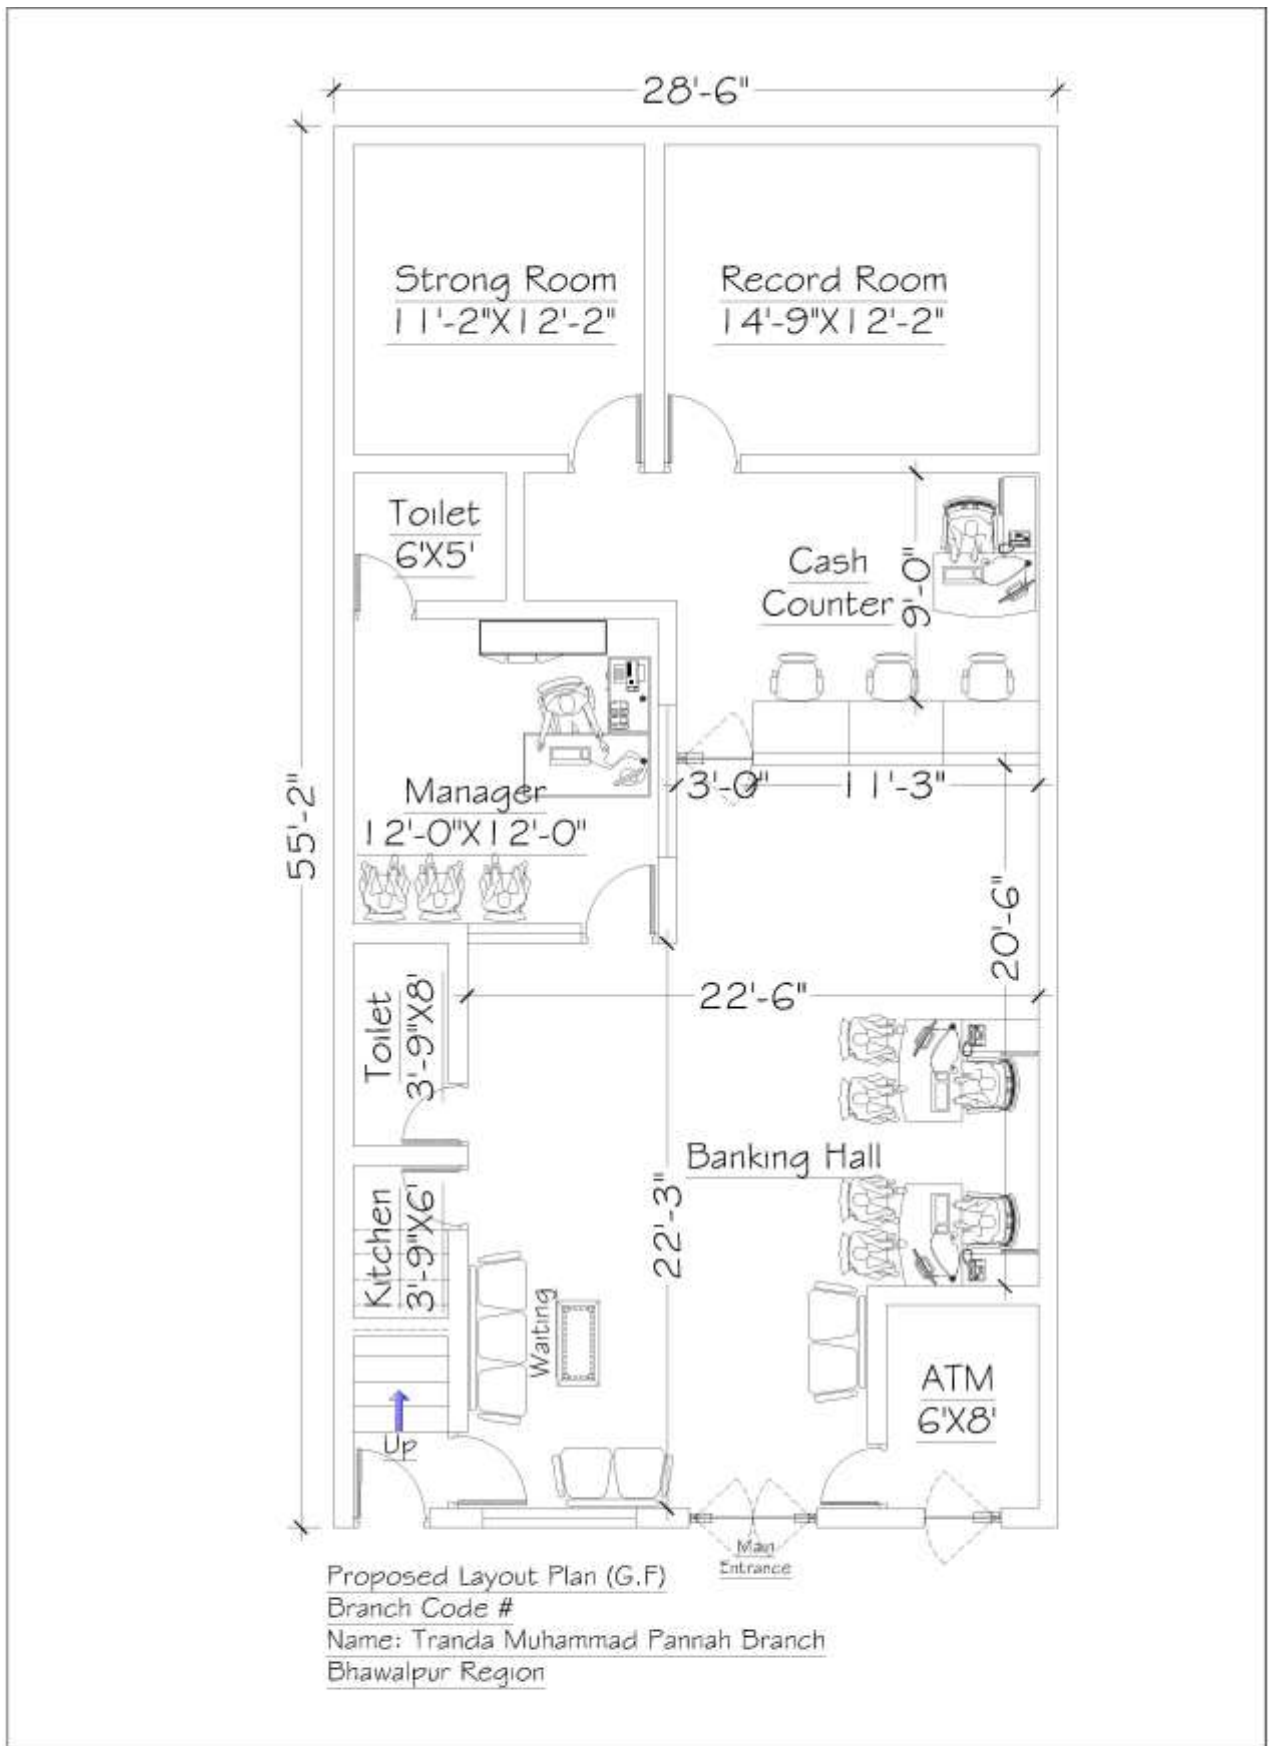 28'-6"
55'-2"
Strong Room
11'-2"X12'-2"
Record Room
14'-9"X12'-2"
Toilet
6'X5'
Cash
Counter
9'-0"
3'-0"
11'-3"
Manager
12'-0"X12'-0"
20'-6"
22'-6"
Toilet
3'-9"X8'
Banking Hall
22'-3"
Kitchen
3'-9"X6'
Waiting
ATM
6'X8'
Up
Main
Entrance
Proposed Layout Plan (G.F)
Branch Code #
Name: Tranda Muhammad Pannah Branch
Bhawalpur Region